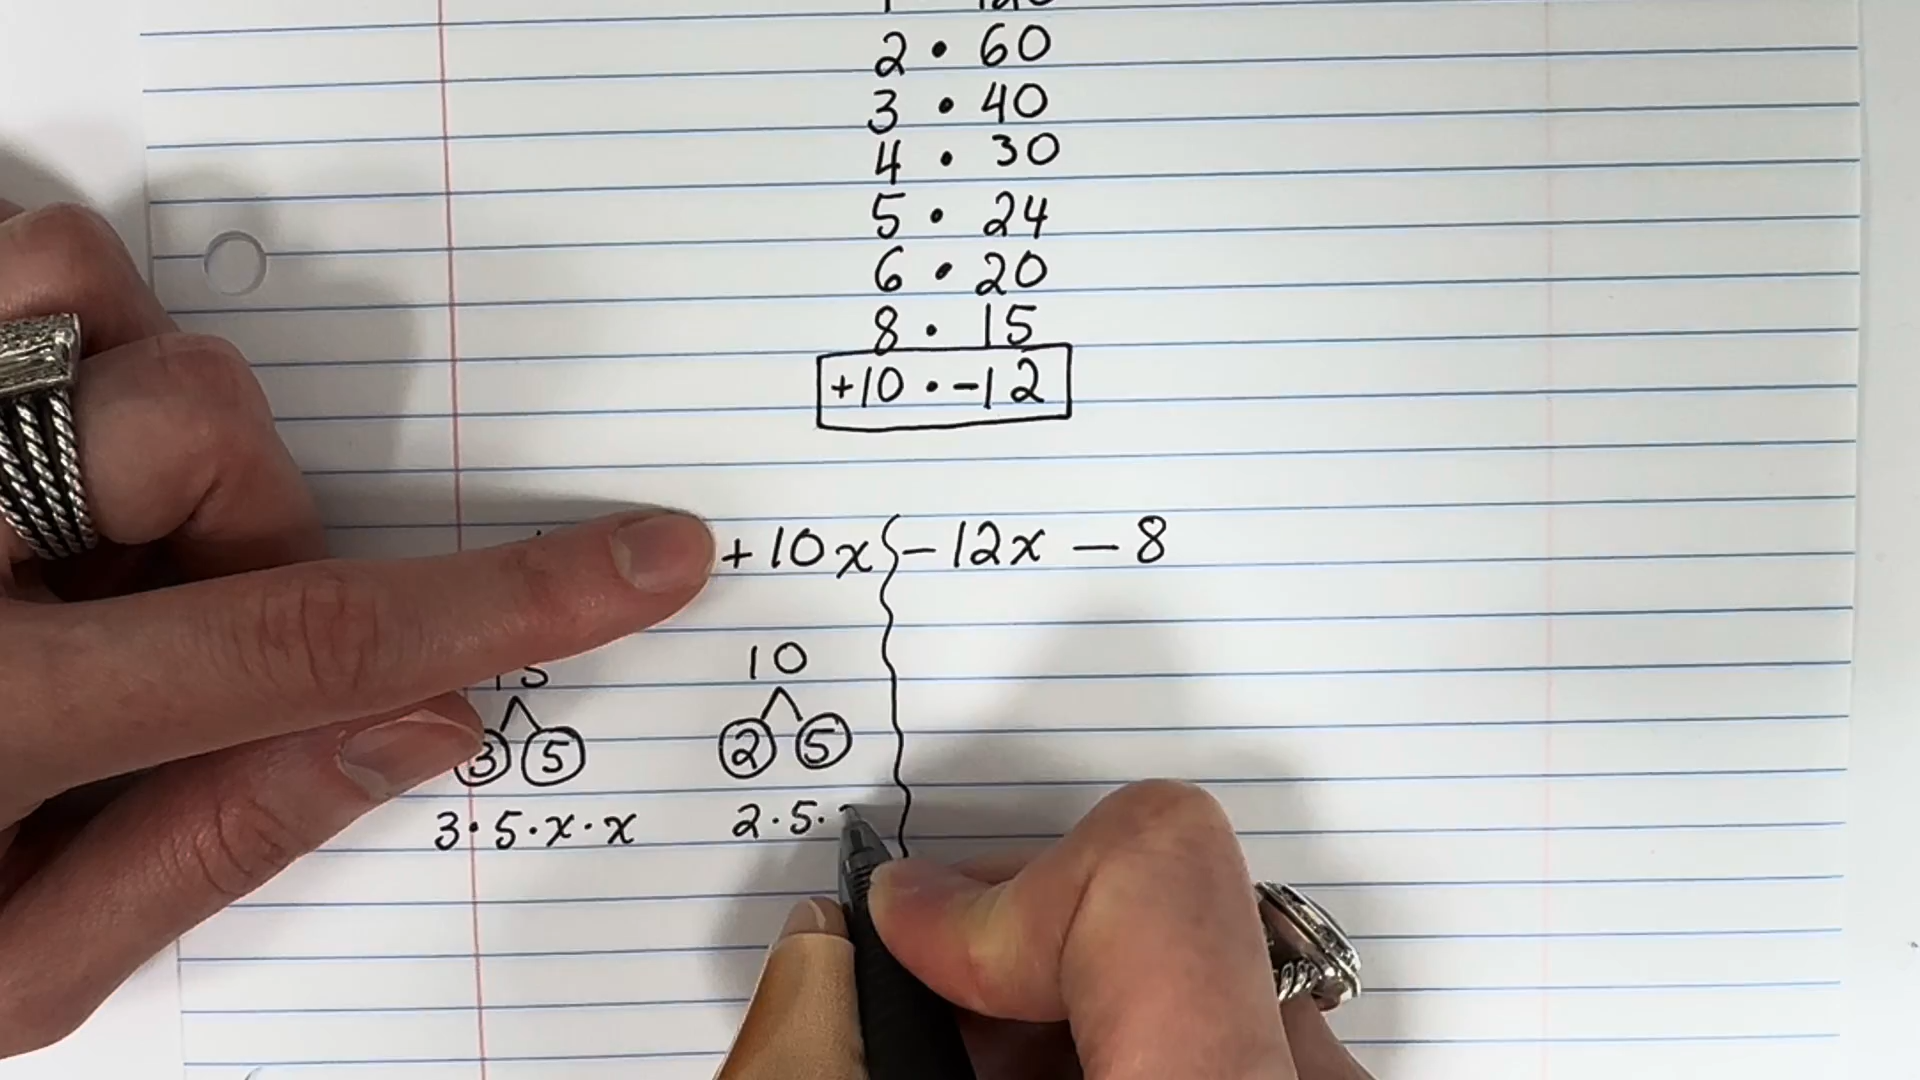 2 • 60
3 • 40
4 • 30
5 • 24
6 • 20
8 • 15
+10 • -12
+10x -12x - 8
15 10
3 5 2 5
3·5·x·x 2·5·